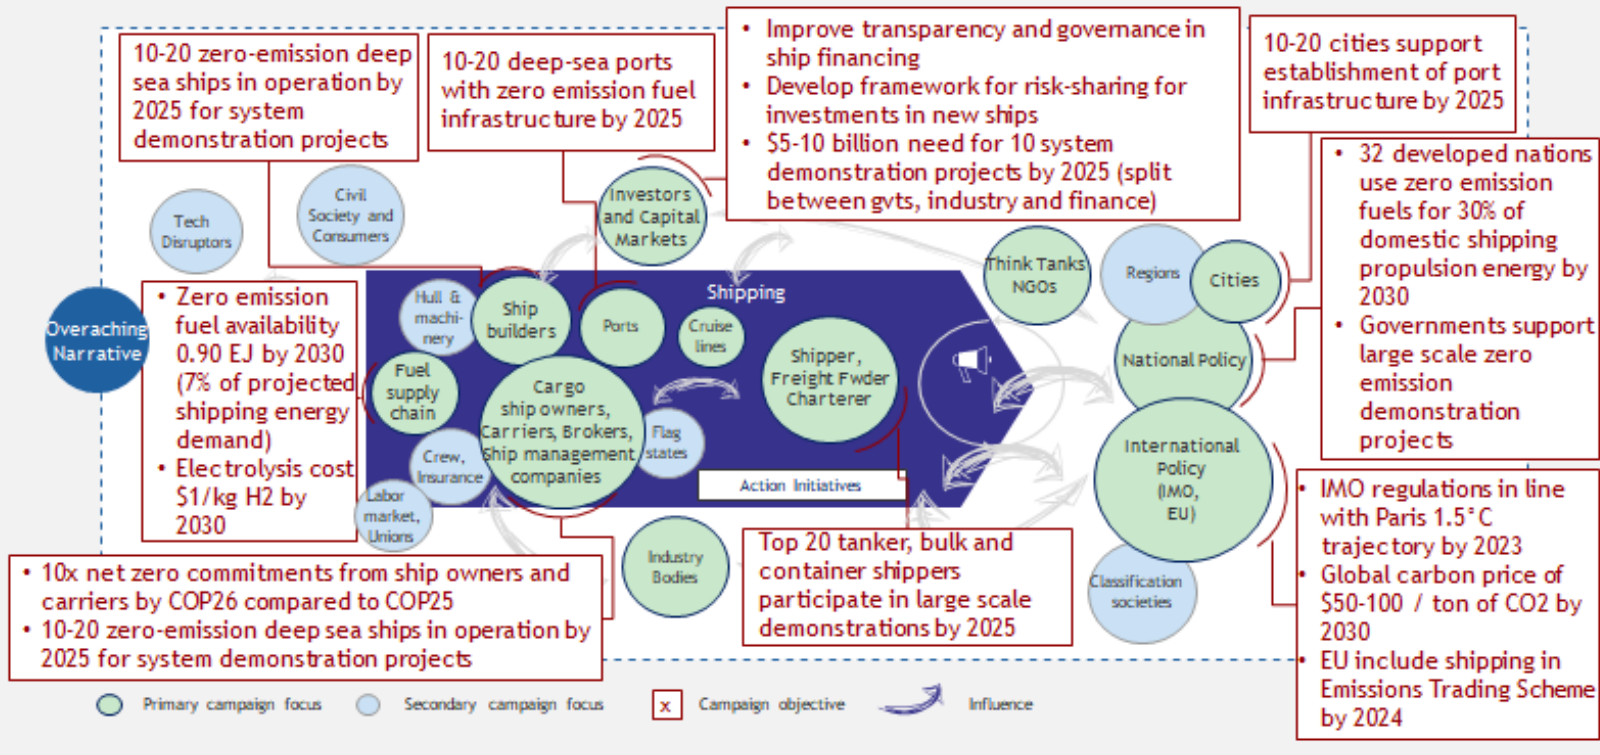 10-20 zero-emission deep
sea ships in operation by
2025 for system
demonstration projects
10-20 deep-sea ports
with zero emission fuel
infrastructure by 2025
• Improve transparency and governance in
ship financing
• Develop framework for risk-sharing for
investments in new ships
• $5-10 billion need for 10 system
demonstration projects by 2025 (split
between gvts, industry and finance)
10-20 cities support
establishment of port
infrastructure by 2025
• 32 developed nations
use zero emission
fuels for 30% of
domestic shipping
propulsion energy by
2030
• Governments support
large scale zero
emission
demonstration
projects
Tech
Disruptors
Civil
Society and
Consumers
Investors
and Capital
Markets
Think Tanks
NGOs
Regions
Cities
Overaching
Narrative
• Zero emission
fuel availability
0.90 EJ by 2030
(7% of projected
shipping energy
demand)
• Electrolysis cost
$1/kg H2 by
2030
Shipping
Hull &
machi-
nery
Ship
builders
Ports
Cruise
lines
Shipper,
Freight Fwder
Charterer
National Policy
Fuel
supply
chain
Cargo
ship owners,
Carriers, Brokers,
Ship management
companies
Flag
states
Crew,
Insurance
Labor
market,
Unions
Action Initiatives
International
Policy
(IMO,
EU)
• IMO regulations in line
with Paris 1.5°C
trajectory by 2023
• Global carbon price of
$50-100 / ton of CO2 by
2030
• EU include shipping in
Emissions Trading Scheme
by 2024
Industry
Bodies
Top 20 tanker, bulk and
container shippers
participate in large scale
demonstrations by 2025
Classification
societies
• 10x net zero commitments from ship owners and
carriers by COP26 compared to COP25
• 10-20 zero-emission deep sea ships in operation by
2025 for system demonstration projects
Primary campaign focus
Secondary campaign focus
x
Campaign objective
Influence